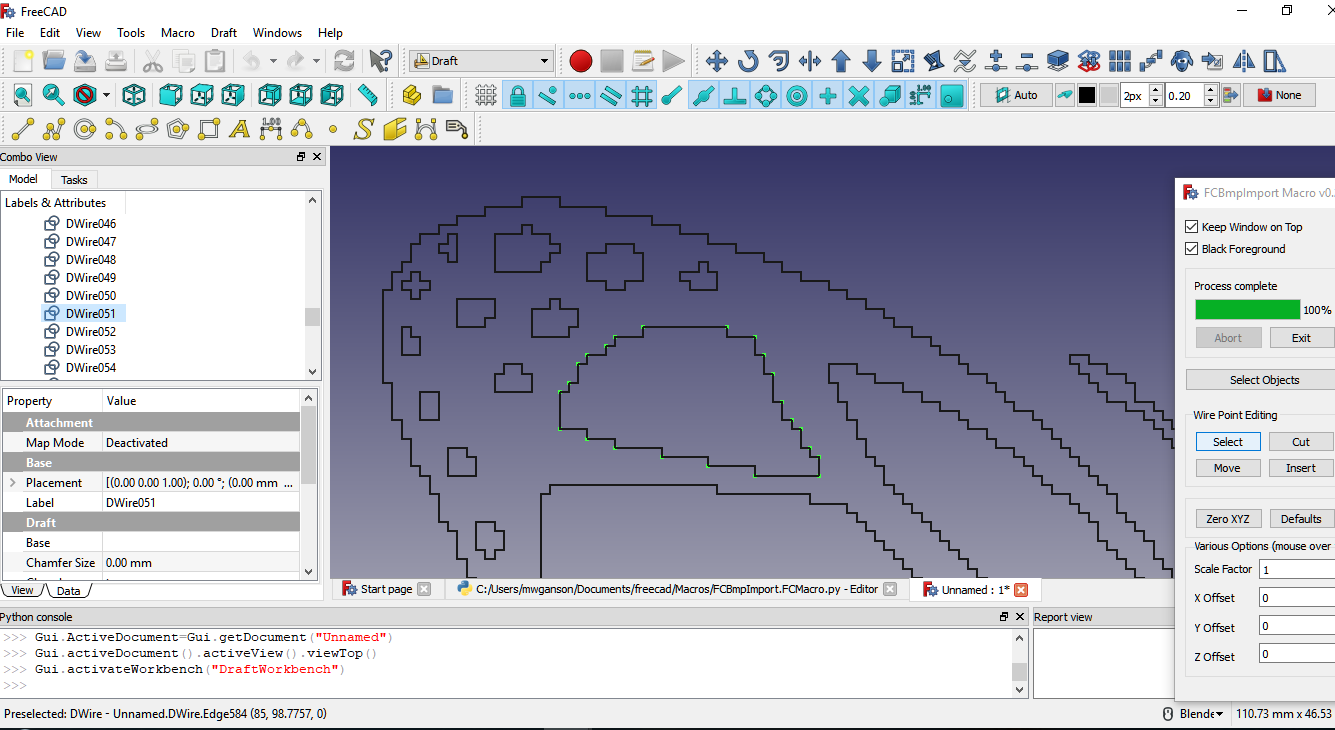 FreeCAD
File Edit View Tools Macro Draft Windows Help
Draft
Auto 2px 0.20 None
A 1.00 S
Combo View
Model Tasks
Labels & Attributes
DWire046
DWire047
DWire048
DWire049
DWire050
DWire051
DWire052
DWire053
DWire054
Property Value
Attachment
Map Mode Deactivated
Base
Placement [(0.00 0.00 1.00); 0.00 °; (0.00 mm ...
Label DWire051
Draft
Base
Chamfer Size 0.00 mm
View Data
FCBmpImport Macro v0.
Keep Window on Top
Black Foreground
Process complete
100%
Abort Exit
Select Objects
Wire Point Editing
Select Cut
Move Insert
Zero XYZ Defaults
Various Options (mouse over
Scale Factor 1
X Offset 0
Y Offset 0
Z Offset 0
Start page C:/Users/mwganson/Documents/freecad/Macros/FCBmpImport.FCMacro.py - Editor Unnamed : 1*
Python console
>>> Gui.ActiveDocument=Gui.getDocument("Unnamed")
>>> Gui.activeDocument().activeView().viewTop()
>>> Gui.activateWorkbench("DraftWorkbench")
>>>
Report view
Preselected: DWire - Unnamed.DWire.Edge584 (85, 98.7757, 0)
Blende 110.73 mm x 46.53